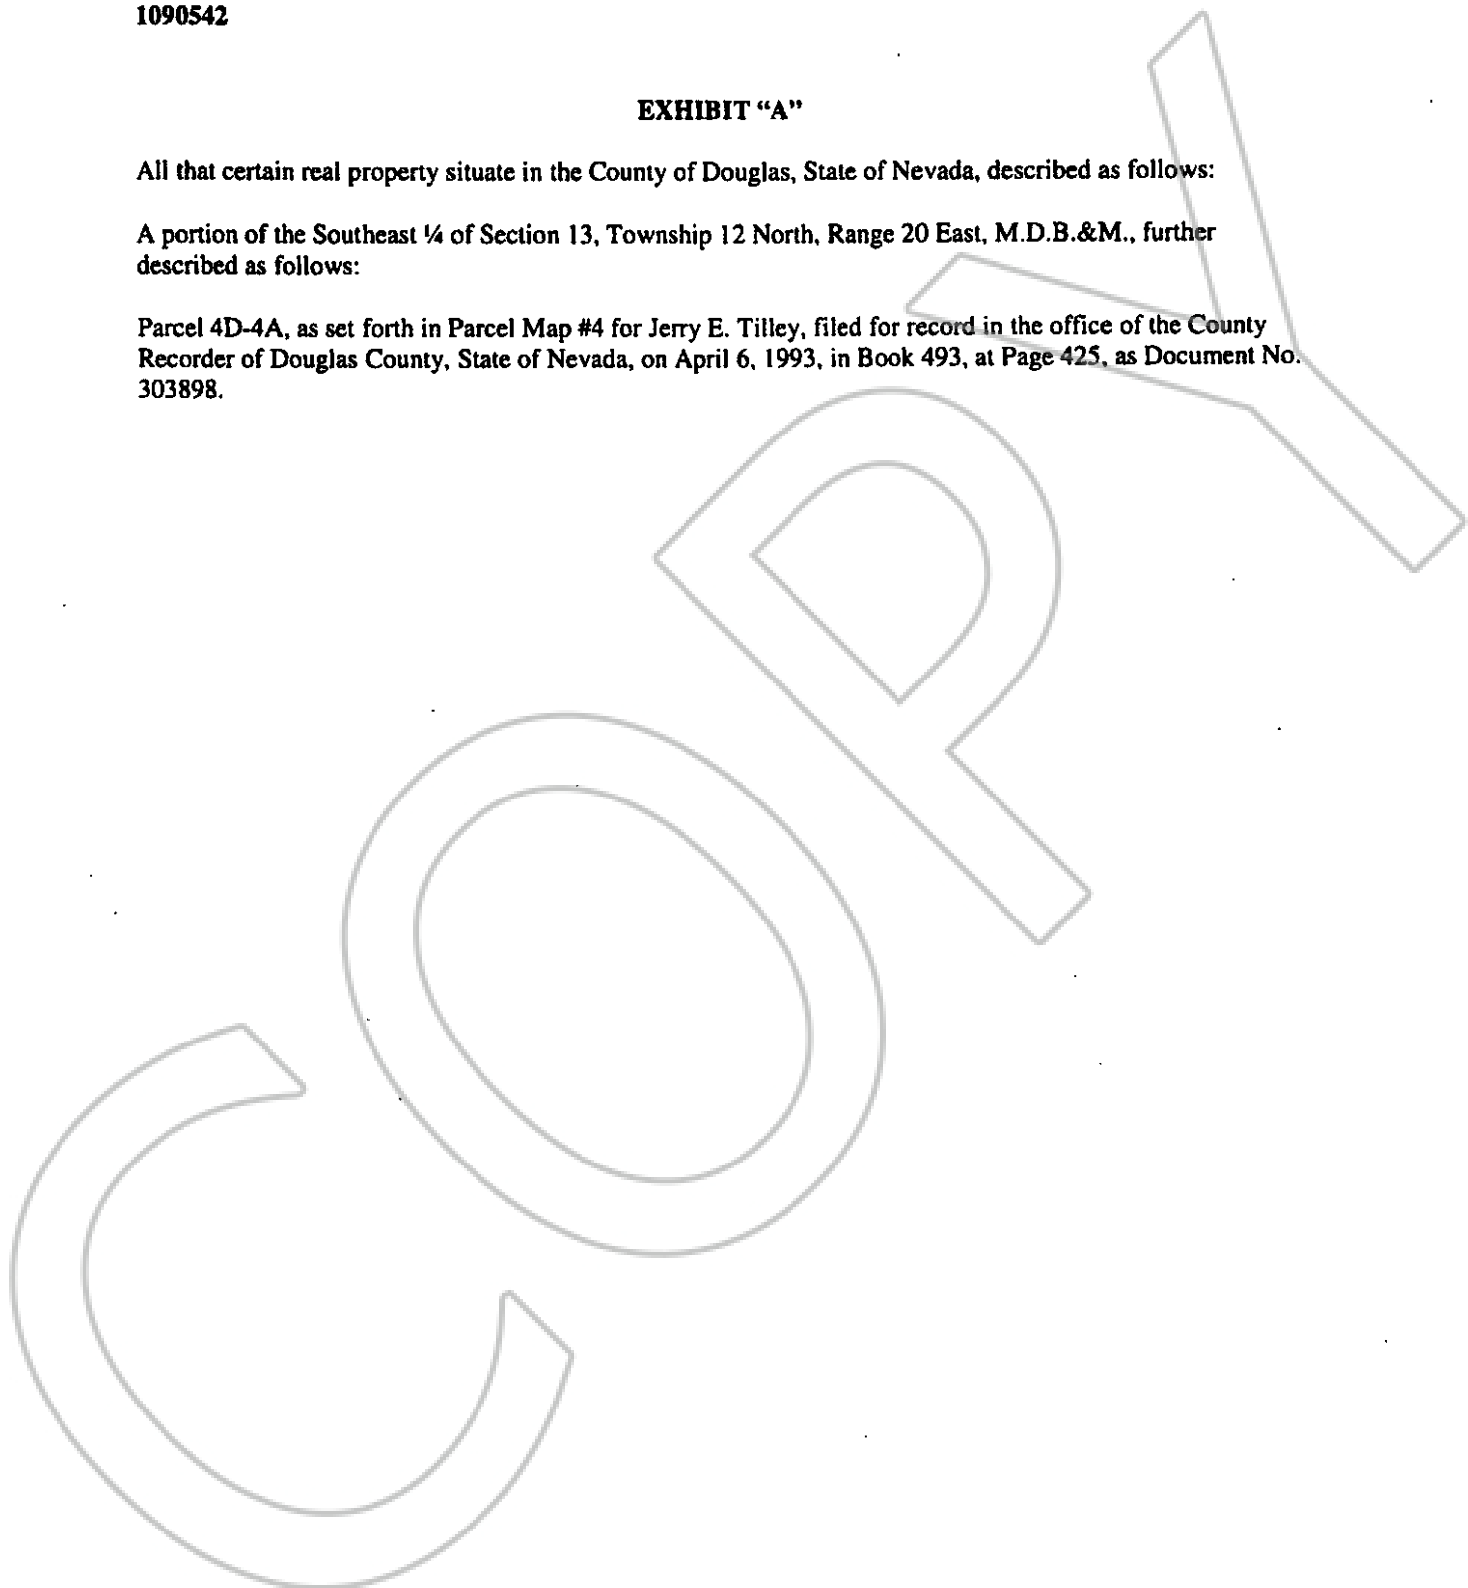 1090542
EXHIBIT “A”
All that certain real property situate in the County of Douglas, State of Nevada, described as follows:
A portion of the Southeast ¼ of Section 13, Township 12 North, Range 20 East, M.D.B.&M., further
described as follows:
Parcel 4D-4A, as set forth in Parcel Map #4 for Jerry E. Tilley, filed for record in the office of the County
Recorder of Douglas County, State of Nevada, on April 6, 1993, in Book 493, at Page 425, as Document No.
303898.
COPY